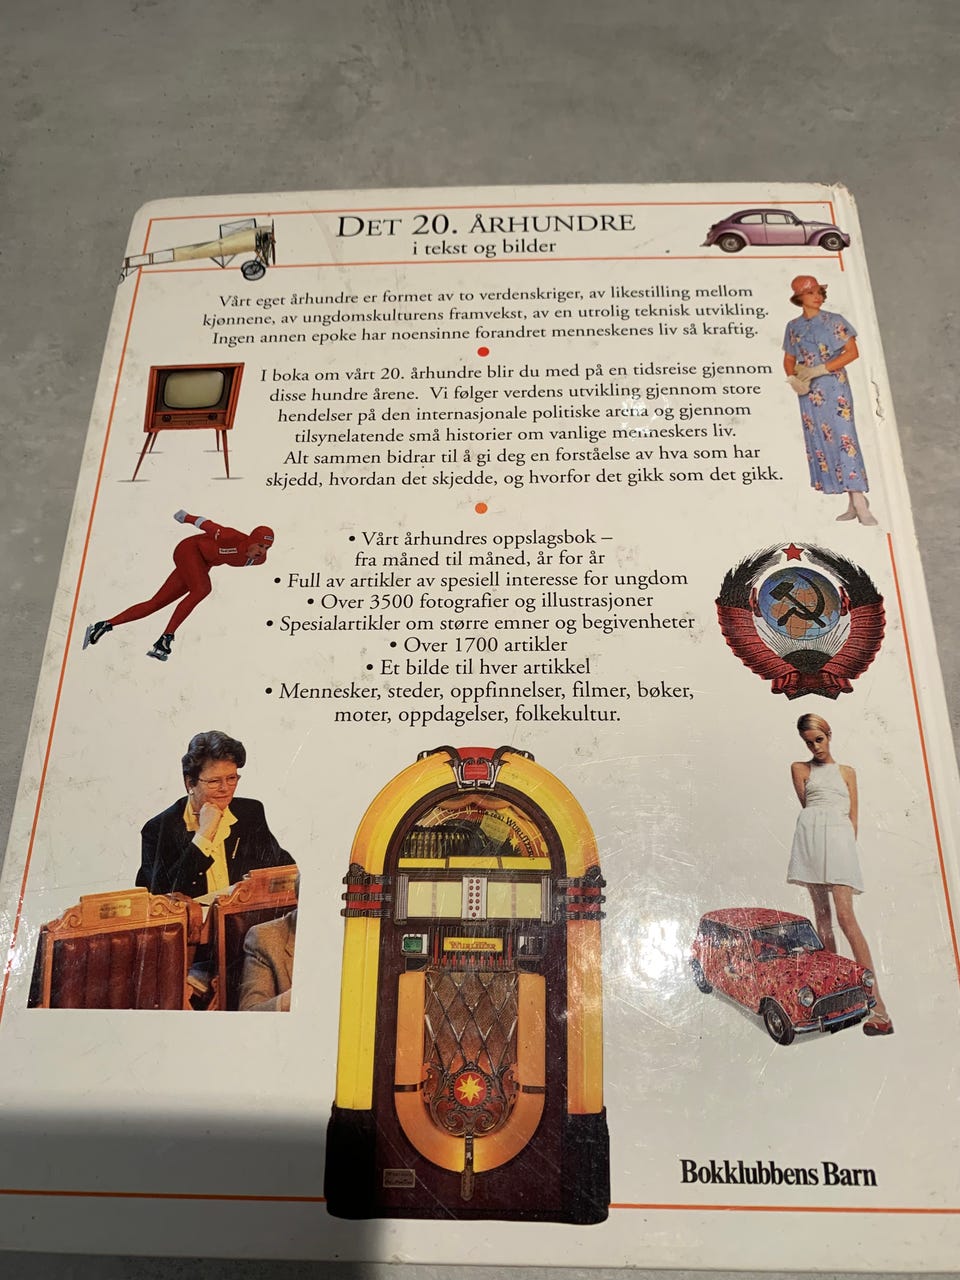 DET 20. ÅRHUNDRE
i tekst og bilder
Vårt eget århundre er formet av to verdenskriger, av likestilling mellom
kjønnene, av ungdomskulturens framvekst, av en utrolig teknisk utvikling.
Ingen annen epoke har noensinne forandret menneskenes liv så kraftig.
I boka om vårt 20. århundre blir du med på en tidsreise gjennom
disse hundre årene. Vi følger verdens utvikling gjennom store
hendelser på den internasjonale politiske arena og gjennom
tilsynelatende små historier om vanlige menneskers liv.
Alt sammen bidrar til å gi deg en forståelse av hva som har
skjedd, hvordan det skjedde, og hvorfor det gikk som det gikk.
• Vårt århundres oppslagsbok –
fra måned til måned, år for år
• Full av artikler av spesiell interesse for ungdom
• Over 3500 fotografier og illustrasjoner
• Spesialartikler om større emner og begivenheter
• Over 1700 artikler
• Et bilde til hver artikkel
• Mennesker, steder, oppfinnelser, filmer, bøker,
moter, oppdagelser, folkekultur.
WURLITZER
WURLITZER
Bokklubbens Barn